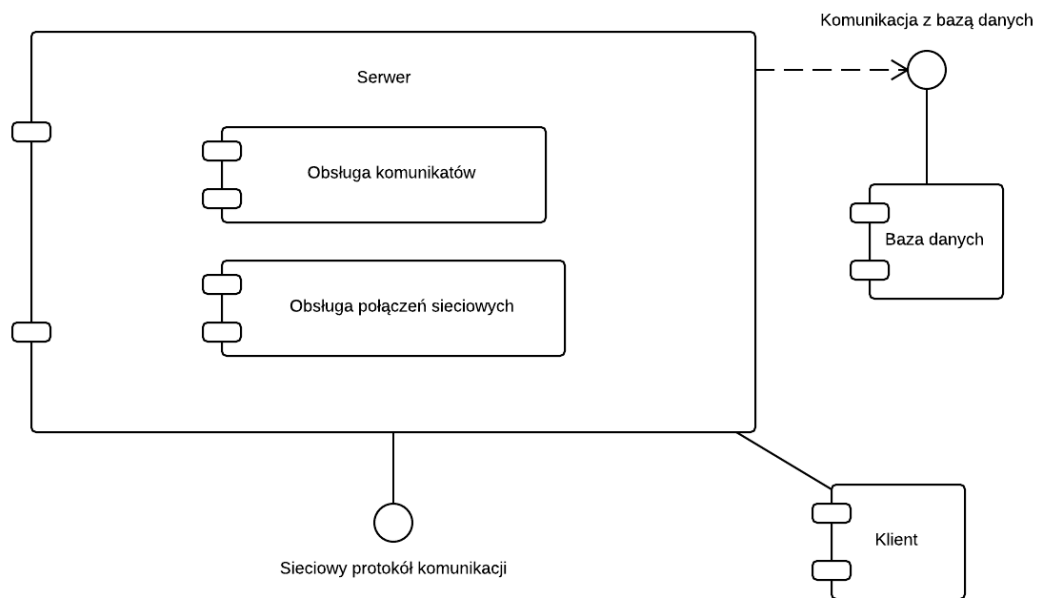 Komunikacja z bazą danych
Serwer
Obsługa komunikatów
Baza danych
Obsługa połączeń sieciowych
Klient
Sieciowy protokół komunikacji